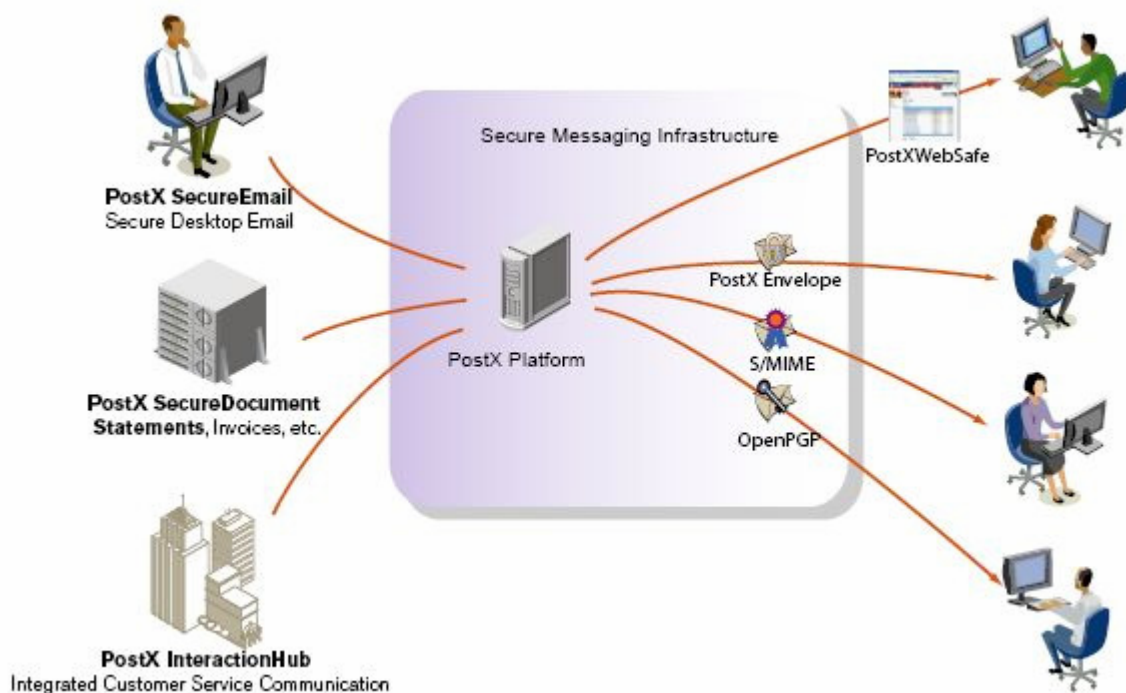 PostX SecureEmail
Secure Desktop Email
PostX SecureDocument
Statements, Invoices, etc.
PostX InteractionHub
Integrated Customer Service Communication
Secure Messaging Infrastructure
PostX Platform
PostXWebSafe
PostX Envelope
S/MIME
OpenPGP